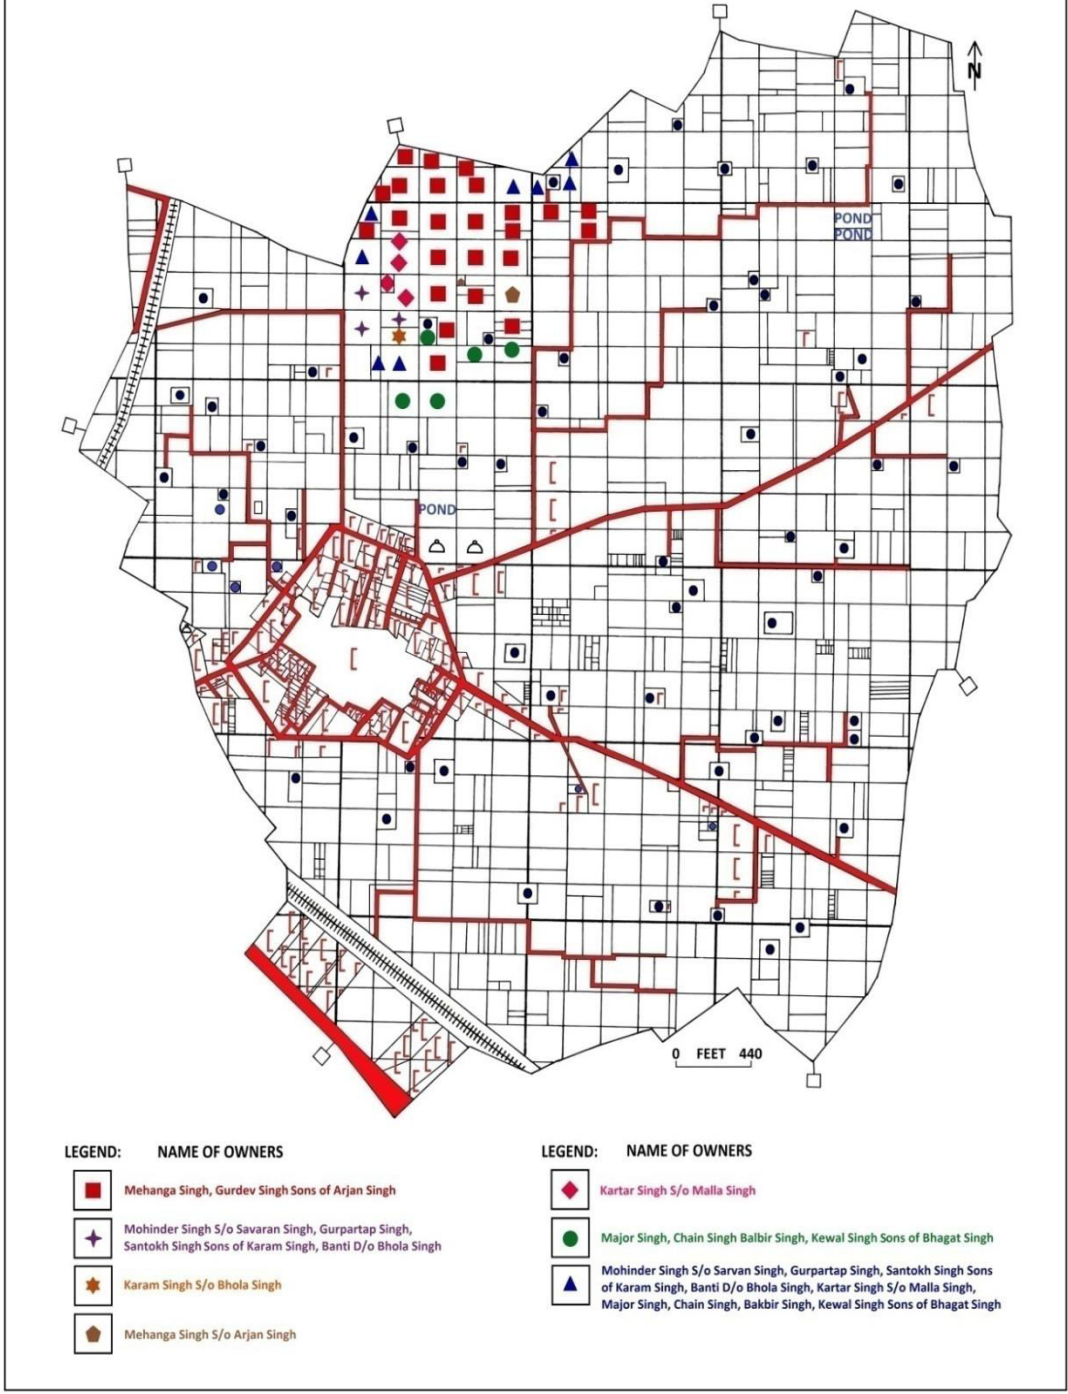 N
POND
POND
POND
0 FEET 440
LEGEND: NAME OF OWNERS
Mehanga Singh, Gurdev Singh Sons of Arjan Singh
Mohinder Singh S/o Savaran Singh, Gurpartap Singh,
Santokh Singh Sons of Karam Singh, Banti D/o Bhola Singh
Karam Singh S/o Bhola Singh
Mehanga Singh S/o Arjan Singh
LEGEND: NAME OF OWNERS
Kartar Singh S/o Malla Singh
Major Singh, Chain Singh Balbir Singh, Kewal Singh Sons of Bhagat Singh
Mohinder Singh S/o Sarvan Singh, Gurpartap Singh, Santokh Singh Sons
of Karam Singh, Banti D/o Bhola Singh, Kartar Singh S/o Malla Singh,
Major Singh, Chain Singh, Bakbir Singh, Kewal Singh Sons of Bhagat Singh